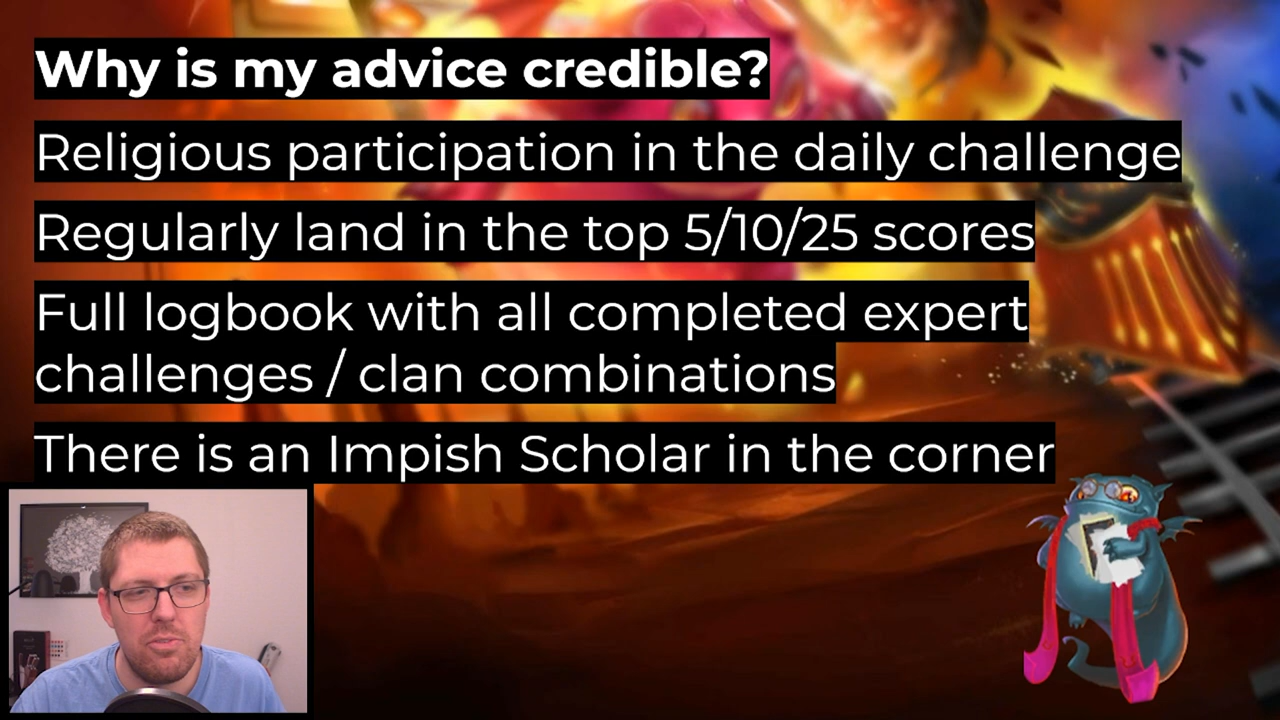 Why is my advice credible?
Religious participation in the daily challenge
Regularly land in the top 5/10/25 scores
Full logbook with all completed expert
challenges / clan combinations
There is an Impish Scholar in the corner